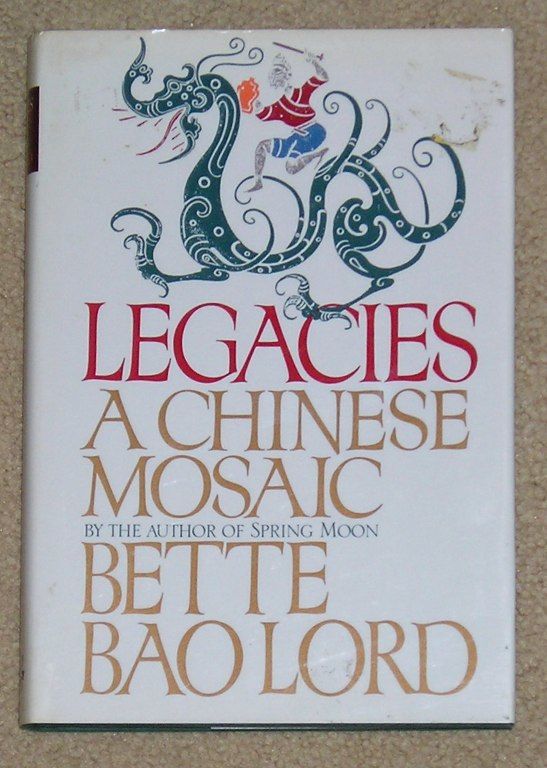 LEGACIES
A CHINESE
MOSAIC
BY THE AUTHOR OF SPRING MOON
BETTE
BAO LORD